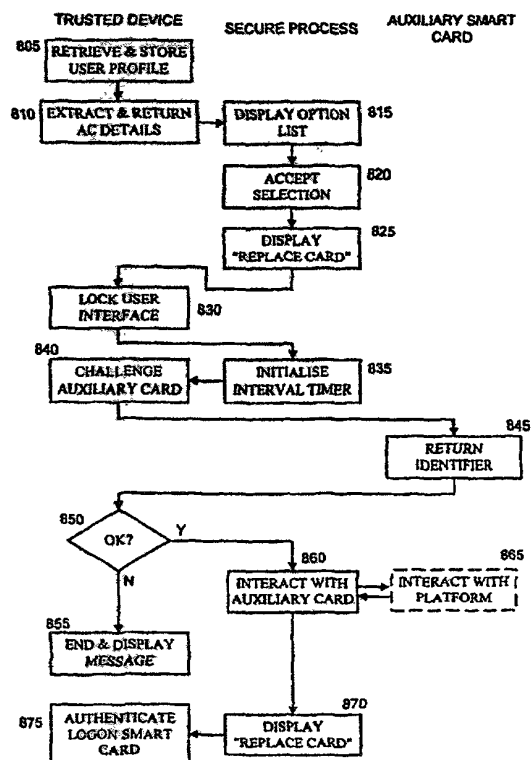 TRUSTED DEVICE
SECURE PROCESS
AUXILIARY SMART
CARD
805
RETRIEVE & STORE
USER PROFILE
810
EXTRACT & RETURN
AC DETAILS
DISPLAY OPTION
LIST
815
ACCEPT
SELECTION
820
DISPLAY
"REPLACE CARD"
825
LOCK USER
INTERFACE
830
840
CHALLENGE
AUXILIARY CARD
INITIALISE
INTERVAL TIMER
835
845
RETURN
IDENTIFIER
850
OK?
Y
N
860
INTERACT WITH
AUXILIARY CARD
865
INTERACT WITH
PLATFORM
855
END & DISPLAY
MESSAGE
870
DISPLAY
"REPLACE CARD"
875
AUTHENTICATE
LOGON SMART
CARD